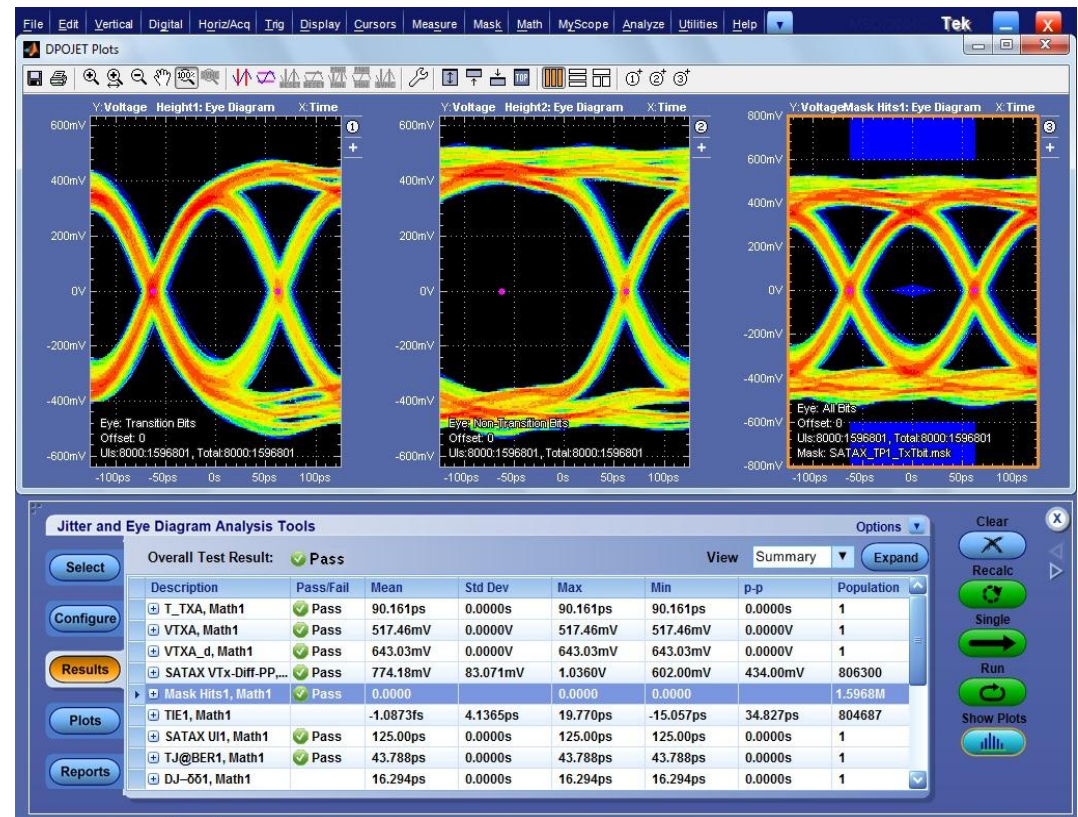 File Edit Vertical Digital Horiz/Acq Trig Display Cursors Measure Mask Math MyScope Analyze Utilities Help Tek X
DPOJET Plots
100% TOP
Y:Voltage Height1: Eye Diagram X:Time
1
+
600mV
400mV
200mV
0V
-200mV
-400mV
-600mV
Eye: Transition Bits
Offset: 0
UIs:8000:1596801, Total:8000:1596801
-100ps -50ps 0s 50ps 100ps
Y:Voltage Height2: Eye Diagram X:Time
2
+
600mV
400mV
200mV
0V
-200mV
-400mV
-600mV
Eye: Non-Transition Bits
Offset: 0
UIs:8000:1596801, Total:8000:1596801
-100ps -50ps 0s 50ps 100ps
Y:VoltageMask Hits1: Eye Diagram X:Time
3
+
800mV
600mV
400mV
200mV
0V
-200mV
-400mV
-600mV
-800mV
Eye: All Bits
Offset: 0
UIs:8000:1596801, Total:8000:1596801
Mask: SATAX_TP1_TxTbit.msk
-100ps -50ps 0s 50ps 100ps
Jitter and Eye Diagram Analysis Tools Options
Select
Configure
Results
Plots
Reports
Overall Test Result: Pass View Summary Expand
Description Pass/Fail Mean Std Dev Max Min p-p Population
T_TXA, Math1 Pass 90.161ps 0.0000s 90.161ps 90.161ps 0.0000s 1
VTXA, Math1 Pass 517.46mV 0.0000V 517.46mV 517.46mV 0.0000V 1
VTXA_d, Math1 Pass 643.03mV 0.0000V 643.03mV 643.03mV 0.0000V 1
SATAX VTx-Diff-PP,... Pass 774.18mV 83.071mV 1.0360V 602.00mV 434.00mV 806300
Mask Hits1, Math1 Pass 0.0000 0.0000 0.0000 1.5968M
TIE1, Math1 -1.0873fs 4.1365ps 19.770ps -15.057ps 34.827ps 804687
SATAX UI1, Math1 Pass 125.00ps 0.0000s 125.00ps 125.00ps 0.0000s 1
TJ@BER1, Math1 Pass 43.788ps 0.0000s 43.788ps 43.788ps 0.0000s 1
DJ–δδ1, Math1 16.294ps 0.0000s 16.294ps 16.294ps 0.0000s 1
Clear
Recalc
Single
Run
Show Plots
X